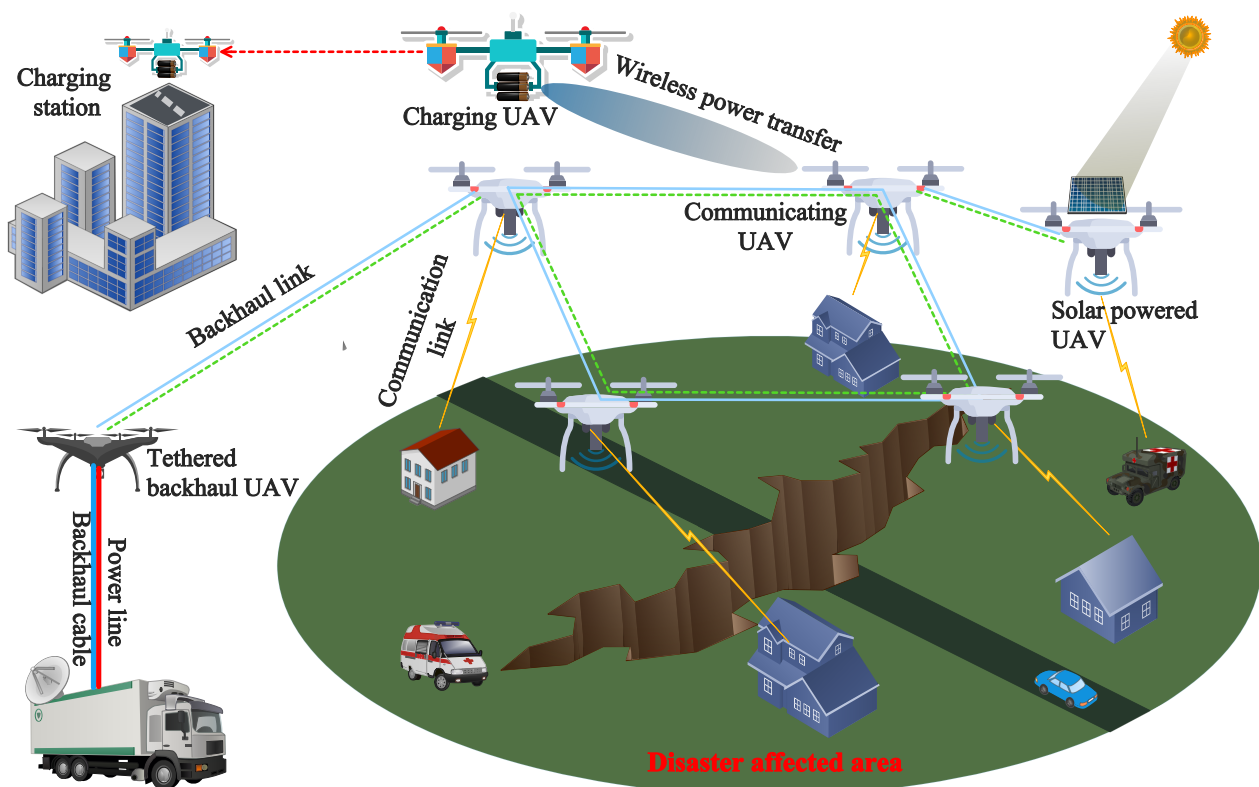 Charging
station
Charging UAV
Wireless power transfer
Communicating
UAV
Solar powered
UAV
Backhaul link
Communication
link
Tethered
backhaul UAV
Power line
Backhaul cable
Disaster affected area